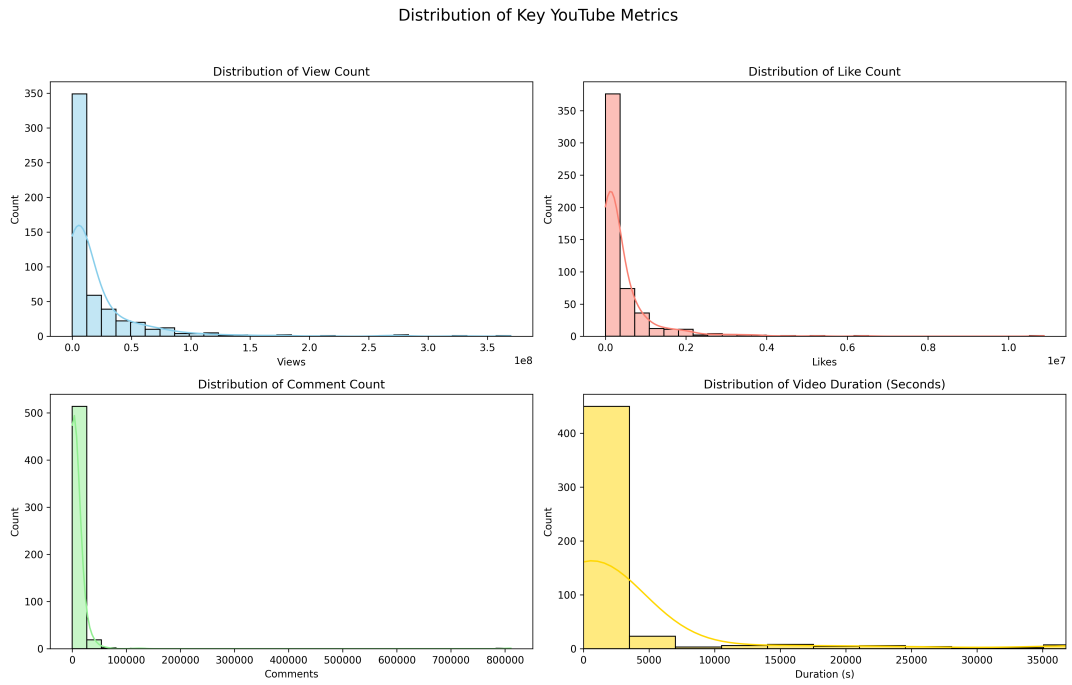 Distribution of Key YouTube Metrics
Distribution of View Count
Count
350
300
250
200
150
100
50
0
0.0 0.5 1.0 1.5 2.0 2.5 3.0 3.5
1e8
Views
Distribution of Like Count
Count
350
300
250
200
150
100
50
0
0.0 0.2 0.4 0.6 0.8 1.0
1e7
Likes
Distribution of Comment Count
Count
500
400
300
200
100
0
0 100000 200000 300000 400000 500000 600000 700000 800000
Comments
Distribution of Video Duration (Seconds)
Count
400
300
200
100
0
0 5000 10000 15000 20000 25000 30000 35000
Duration (s)